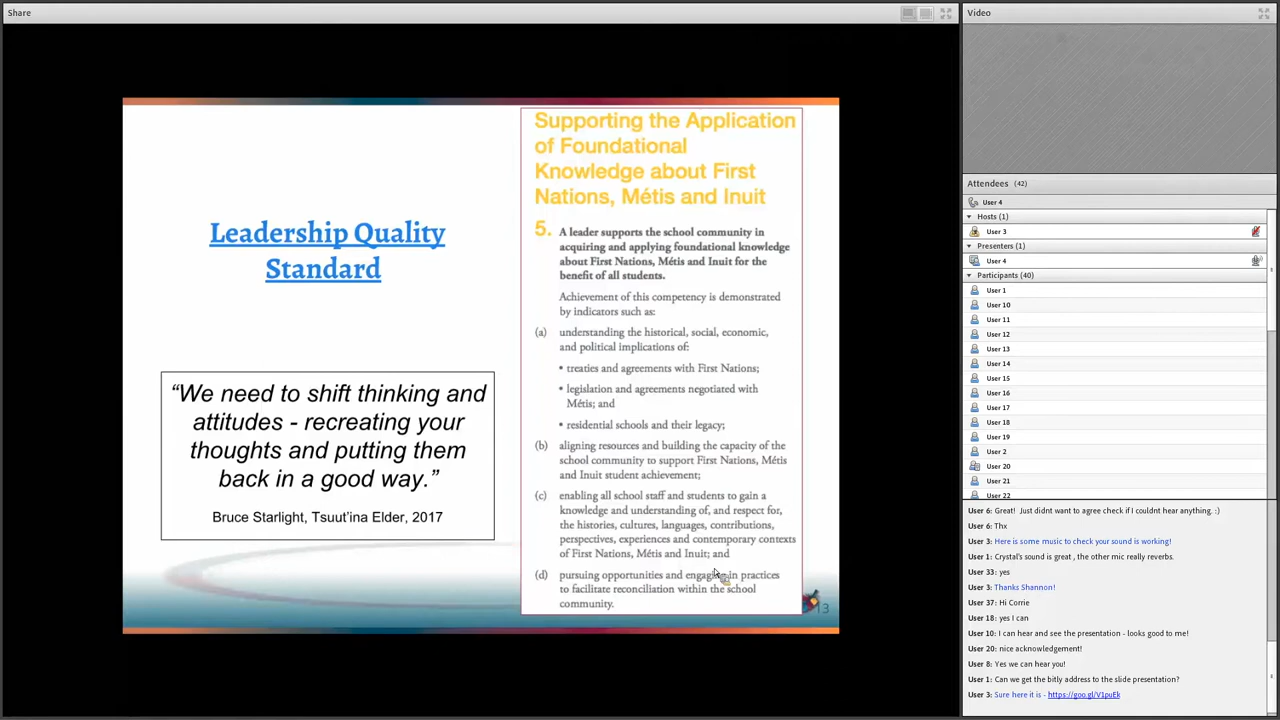 Share
Leadership Quality
Standard
“We need to shift thinking and
attitudes - recreating your
thoughts and putting them
back in a good way.”
Bruce Starlight, Tsuut’ina Elder, 2017
Supporting the Application
of Foundational
Knowledge about First
Nations, Métis and Inuit
5. A leader supports the school community in
acquiring and applying foundational knowledge
about First Nations, Métis and Inuit for the
benefit of all students.
Achievement of this competency is demonstrated
by indicators such as:
(a) understanding the historical, social, economic,
and political implications of:
• treaties and agreements with First Nations;
• legislation and agreements negotiated with
Métis; and
• residential schools and their legacy;
(b) aligning resources and building the capacity of the
school community to support First Nations, Métis
and Inuit student achievement;
(c) enabling all school staff and students to gain a
knowledge and understanding of, and respect for,
the histories, cultures, languages, contributions,
perspectives, experiences and contemporary contexts
of First Nations, Métis and Inuit; and
(d) pursuing opportunities and engaging in practices
to facilitate reconciliation within the school
community.
13
Video
Attendees (42)
User 4
Hosts (1)
User 3
Presenters (1)
User 4
Participants (40)
User 1
User 10
User 11
User 12
User 13
User 14
User 15
User 16
User 17
User 18
User 19
User 2
User 20
User 21
User 22
User 6: Great! Just didnt want to agree check if I couldnt hear anything. :)
User 6: Thx
User 3: Here is some music to check your sound is working!
User 1: Crystal's sound is great , the other mic really reverbs.
User 33: yes
User 3: Thanks Shannon!
User 37: Hi Corrie
User 18: yes I can
User 10: I can hear and see the presentation - looks good to me!
User 20: nice acknowledgement!
User 8: Yes we can hear you!
User 1: Can we get the bitly address to the slide presentation?
User 3: Sure here it is - https://goo.gl/V1puEk